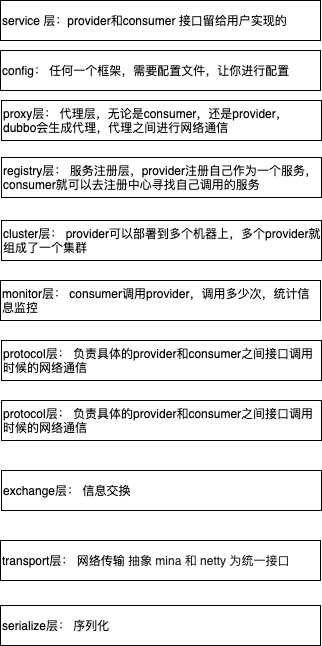 service 层：provider和consumer 接口留给用户实现的
config： 任何一个框架，需要配置文件，让你进行配置
proxy层： 代理层，无论是consumer，还是provider，
dubbo会生成代理，代理之间进行网络通信
registry层： 服务注册层，provider注册自己作为一个服务，
consumer就可以去注册中心寻找自己调用的服务
cluster层： provider可以部署到多个机器上，多个provider就
组成了一个集群
monitor层： consumer调用provider，调用多少次，统计信
息监控
protocol层： 负责具体的provider和consumer之间接口调用
时候的网络通信
protocol层： 负责具体的provider和consumer之间接口调用
时候的网络通信
exchange层： 信息交换
transport层： 网络传输 抽象 mina 和 netty 为统一接口
serialize层： 序列化